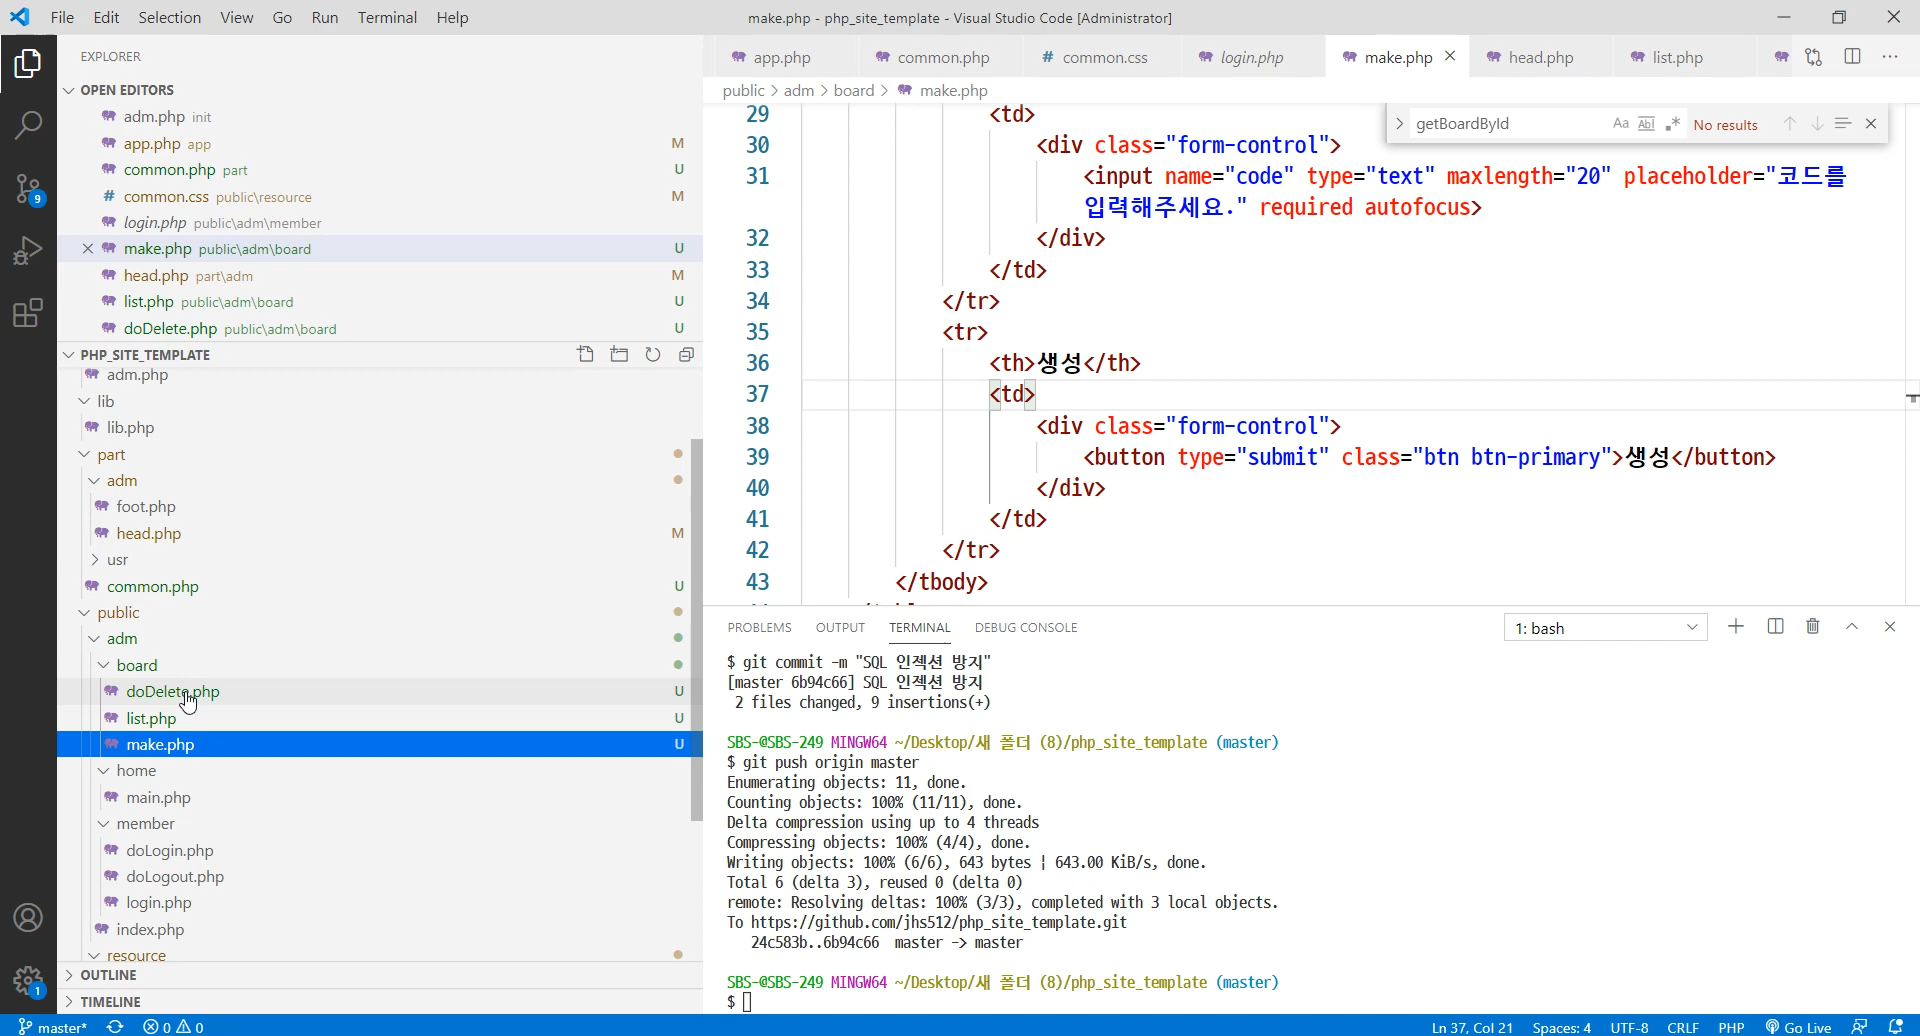 File Edit Selection View Go Run Terminal Help
make.php - php_site_template - Visual Studio Code [Administrator]
EXPLORER
OPEN EDITORS
adm.php init
app.php app M
common.php part U
# common.css public\resource M
login.php public\adm\member
make.php public\adm\board U
head.php part\adm M
list.php public\adm\board U
doDelete.php public\adm\board U
PHP_SITE_TEMPLATE
adm.php
lib
lib.php
part
adm
foot.php
head.php M
usr
common.php U
public
adm
board
doDelete.php U
list.php U
make.php U
home
main.php
member
doLogin.php
doLogout.php
login.php
index.php
resource
OUTLINE
TIMELINE
9
1
app.php common.php # common.css login.php make.php head.php list.php
public > adm > board > make.php
getBoardById Aa Abl .* No results
29 <td>
30 <div class="form-control">
31 <input name="code" type="text" maxlength="20" placeholder="코드를
입력해주세요." required autofocus>
32 </div>
33 </td>
34 </tr>
35 <tr>
36 <th>생성</th>
37 <td>
38 <div class="form-control">
39 <button type="submit" class="btn btn-primary">생성</button>
40 </div>
41 </td>
42 </tr>
43 </tbody>
PROBLEMS OUTPUT TERMINAL DEBUG CONSOLE
1: bash
$ git commit -m "SQL 인젝션 방지"
[master 6b94c66] SQL 인젝션 방지
2 files changed, 9 insertions(+)
SBS-@SBS-249 MINGW64 ~/Desktop/새 폴더 (8)/php_site_template (master)
$ git push origin master
Enumerating objects: 11, done.
Counting objects: 100% (11/11), done.
Delta compression using up to 4 threads
Compressing objects: 100% (4/4), done.
Writing objects: 100% (6/6), 643 bytes | 643.00 KiB/s, done.
Total 6 (delta 3), reused 0 (delta 0)
remote: Resolving deltas: 100% (3/3), completed with 3 local objects.
To https://github.com/jhs512/php_site_template.git
24c583b..6b94c66 master -> master
SBS-@SBS-249 MINGW64 ~/Desktop/새 폴더 (8)/php_site_template (master)
$
master* 0 0
Ln 37, Col 21 Spaces: 4 UTF-8 CRLF PHP Go Live